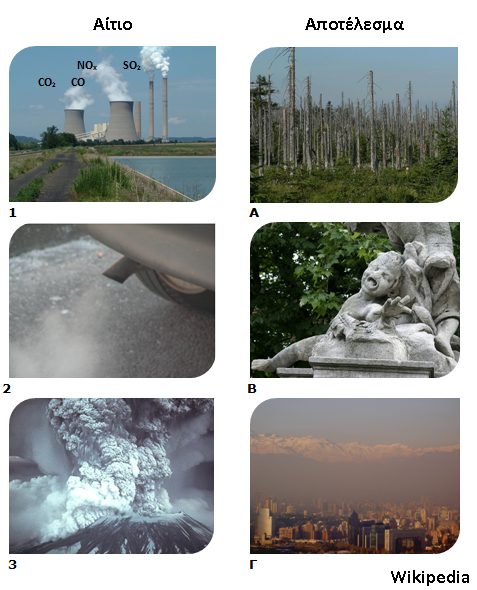 Αίτιο Αποτέλεσμα
NOₓ SO₂
CO₂ CO
1 Α
2 Β
3 Γ
Wikipedia